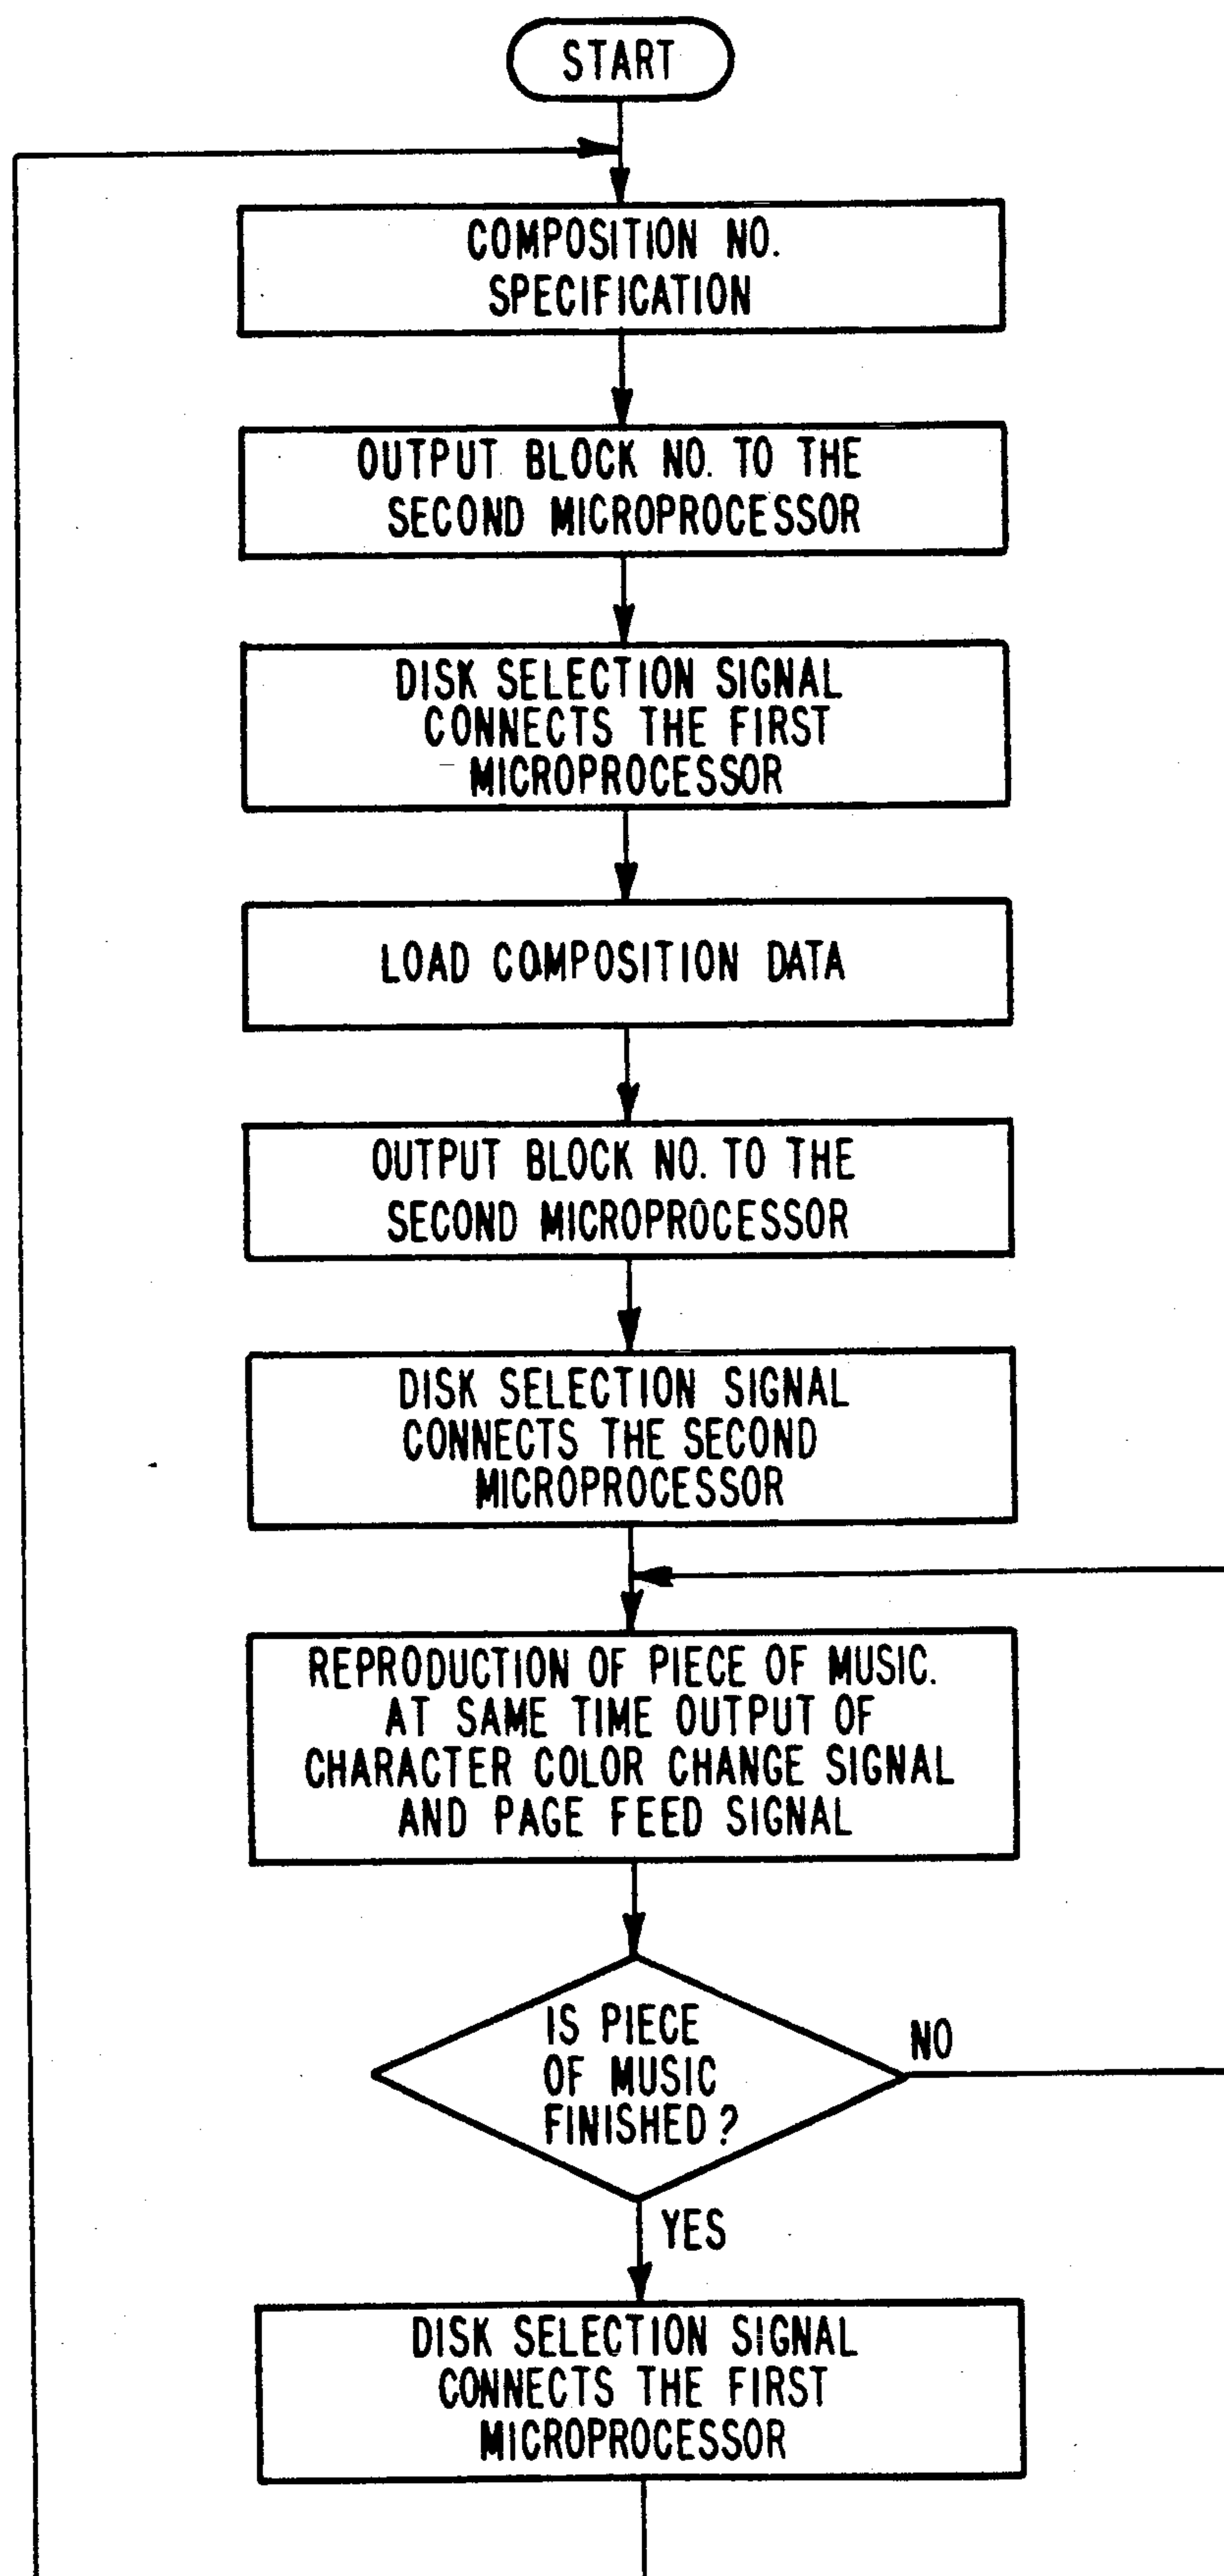 START
COMPOSITION NO.
SPECIFICATION
OUTPUT BLOCK NO. TO THE
SECOND MICROPROCESSOR
DISK SELECTION SIGNAL
CONNECTS THE FIRST
MICROPROCESSOR
LOAD COMPOSITION DATA
OUTPUT BLOCK NO. TO THE
SECOND MICROPROCESSOR
DISK SELECTION SIGNAL
CONNECTS THE SECOND
MICROPROCESSOR
REPRODUCTION OF PIECE OF MUSIC.
AT SAME TIME OUTPUT OF
CHARACTER COLOR CHANGE SIGNAL
AND PAGE FEED SIGNAL
IS PIECE
OF MUSIC
FINISHED?
NO
YES
DISK SELECTION SIGNAL
CONNECTS THE FIRST
MICROPROCESSOR